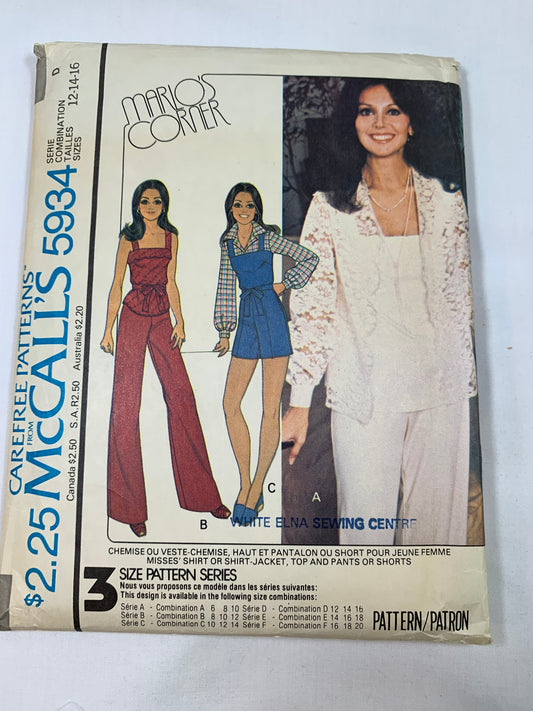 D
SERIE
COMBINATION
TAILLES 12-14-16
SIZES
$2.25 McCALL'S 5934
CAREFREE PATTERNS™
FROM
Canada $2.50 S.A.R2.50 Australia $2.20
MARLO'S
CORNER
B
C
A
WHITE ELNA SEWING CENTRE
CHEMISE OU VESTE-CHEMISE, HAUT ET PANTALON OU SHORT POUR JEUNE FEMME
MISSES' SHIRT OR SHIRT-JACKET, TOP AND PANTS OR SHORTS
3 SIZE PATTERN SERIES
Nous vous proposons ce modèle dans les séries suivantes:
This design is available in the following size combinations:
Série A - Combination A 6 8 10 Série D - Combination D 12 14 16
Série B - Combination B 8 10 12 Série E - Combination E 14 16 18
Série C - Combination C 10 12 14 Série F - Combination F 16 18 20
PATTERN/PATRON